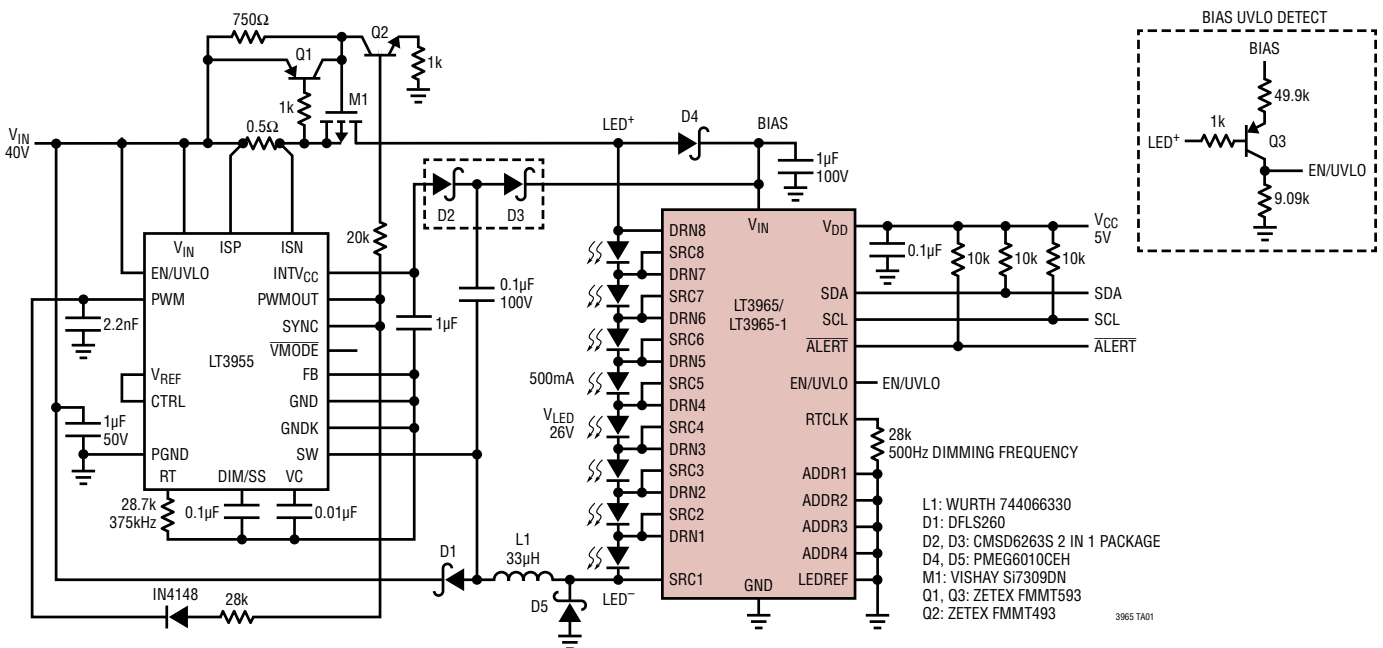 750Ω
Q2
Q1
1k
1k
M1
0.5Ω
VIN
40V
LED+
D4
BIAS
1µF
100V
D2
D3
20k
VIN
ISP
ISN
EN/UVLO
INTVCC
PWM
PWMOUT
SYNC
VMODE
LT3955
VREF
FB
CTRL
GND
GNDK
PGND
SW
RT
DIM/SS
VC
2.2nF
1µF
50V
1µF
0.1µF
100V
28.7k
375kHz
0.1µF
0.01µF
L1
33µH
D1
D5
LED–
IN4148
28k
500mA
VLED
26V
DRN8
SRC8
DRN7
SRC7
DRN6
SRC6
DRN5
SRC5
DRN4
SRC4
DRN3
SRC3
DRN2
SRC2
DRN1
SRC1
VIN
VDD
LT3965/
LT3965-1
SDA
SCL
ALERT
EN/UVLO
RTCLK
ADDR1
ADDR2
ADDR3
ADDR4
LEDREF
GND
0.1µF
10k
10k
10k
VCC
5V
SDA
SCL
ALERT
EN/UVLO
28k
500Hz DIMMING FREQUENCY
BIAS UVLO DETECT
BIAS
49.9k
1k
LED+
Q3
EN/UVLO
9.09k
L1: WURTH 744066330
D1: DFLS260
D2, D3: CMSD6263S 2 IN 1 PACKAGE
D4, D5: PMEG6010CEH
M1: VISHAY Si7309DN
Q1, Q3: ZETEX FMMT593
Q2: ZETEX FMMT493
3965 TA01